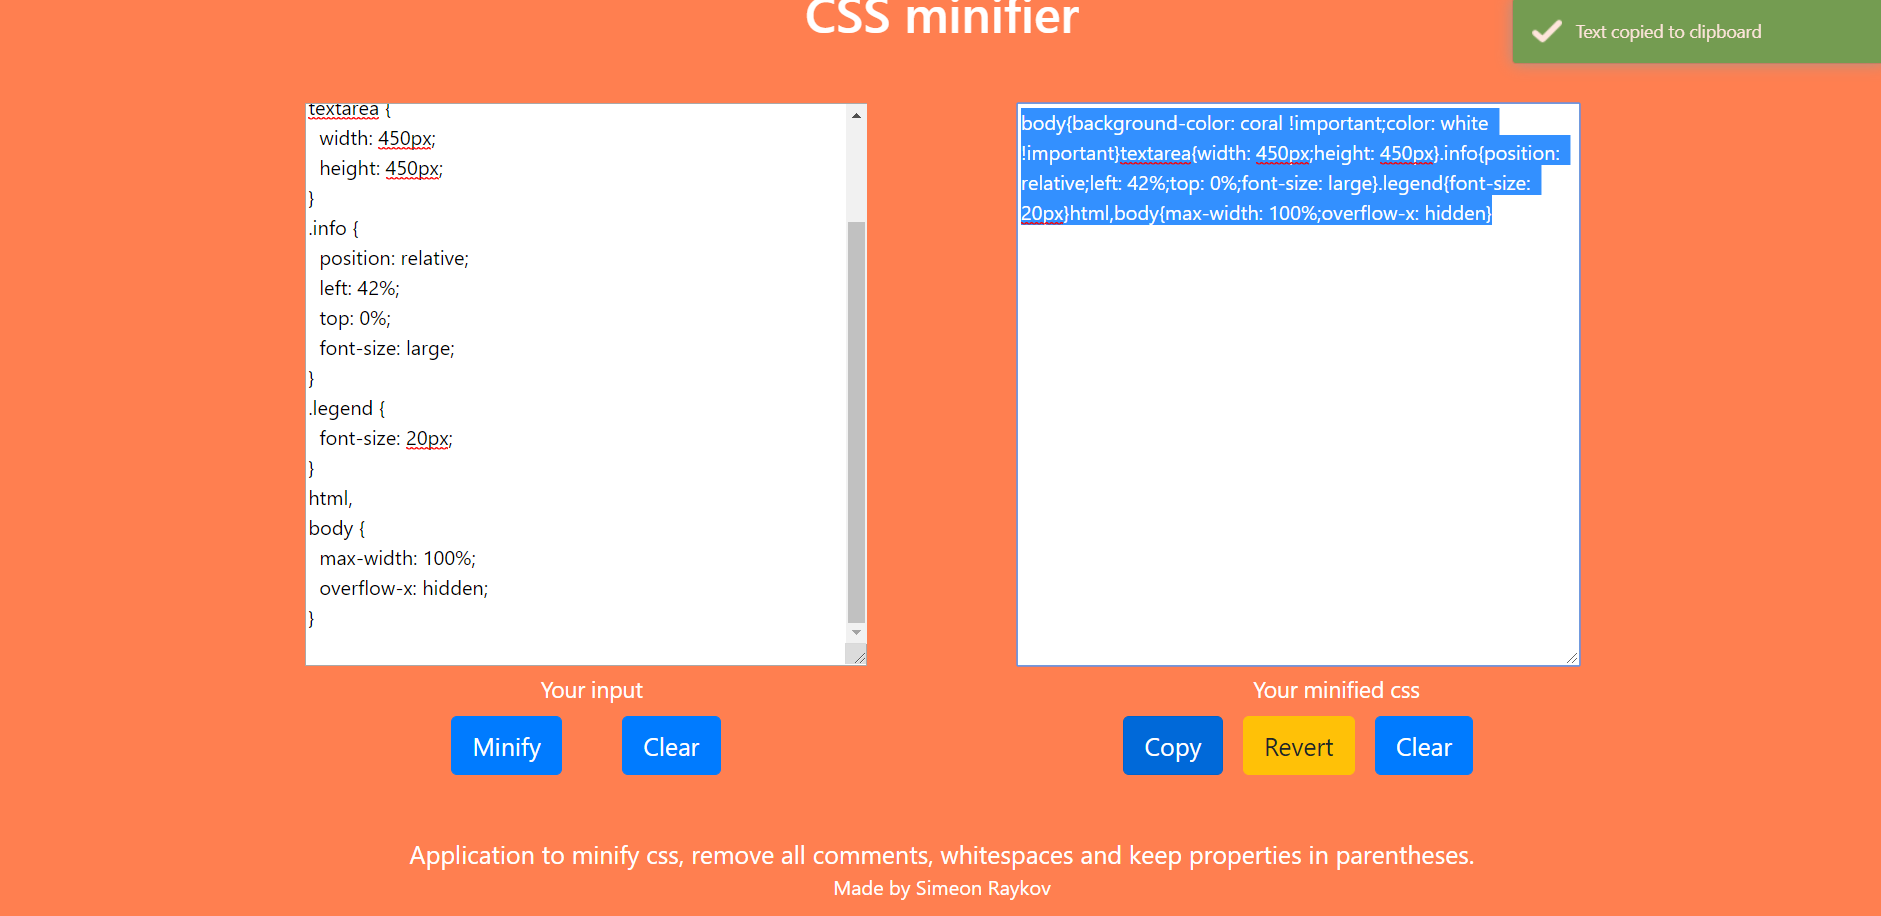 CSS minifier
Text copied to clipboard
textarea {
width: 450px;
height: 450px;
}
.info {
position: relative;
left: 42%;
top: 0%;
font-size: large;
}
.legend {
font-size: 20px;
}
html,
body {
max-width: 100%;
overflow-x: hidden;
}
body{background-color: coral !important;color: white
!important}textarea{width: 450px;height: 450px}.info{position:
relative;left: 42%;top: 0%;font-size: large}.legend{font-size:
20px}html,body{max-width: 100%;overflow-x: hidden}
Your input
Your minified css
Minify
Clear
Copy
Revert
Clear
Application to minify css, remove all comments, whitespaces and keep properties in parentheses.
Made by Simeon Raykov